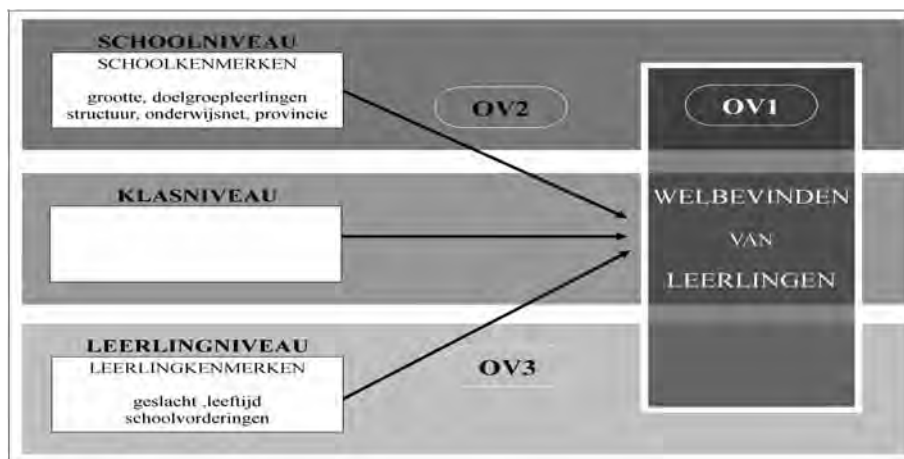 SCHOOLNIVEAU
SCHOOLKENMERKEN
grootte, doelgroepleerlingen
structuur, onderwijsnet, provincie
OV2
OV1
KLASNIVEAU
WELBEVINDEN
VAN
LEERLINGEN
LEERLINGNIVEAU
LEERLINGKENMERKEN
geslacht ,leeftijd
schoolvorderingen
OV3